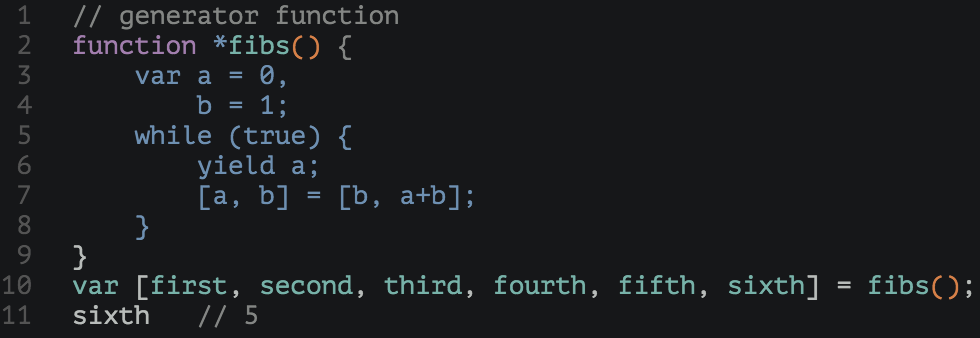 1 // generator function
2 function *fibs() {
3     var a = 0,
4         b = 1;
5     while (true) {
6         yield a;
7         [a, b] = [b, a+b];
8     }
9 }
10 var [first, second, third, fourth, fifth, sixth] = fibs();
11 sixth   // 5